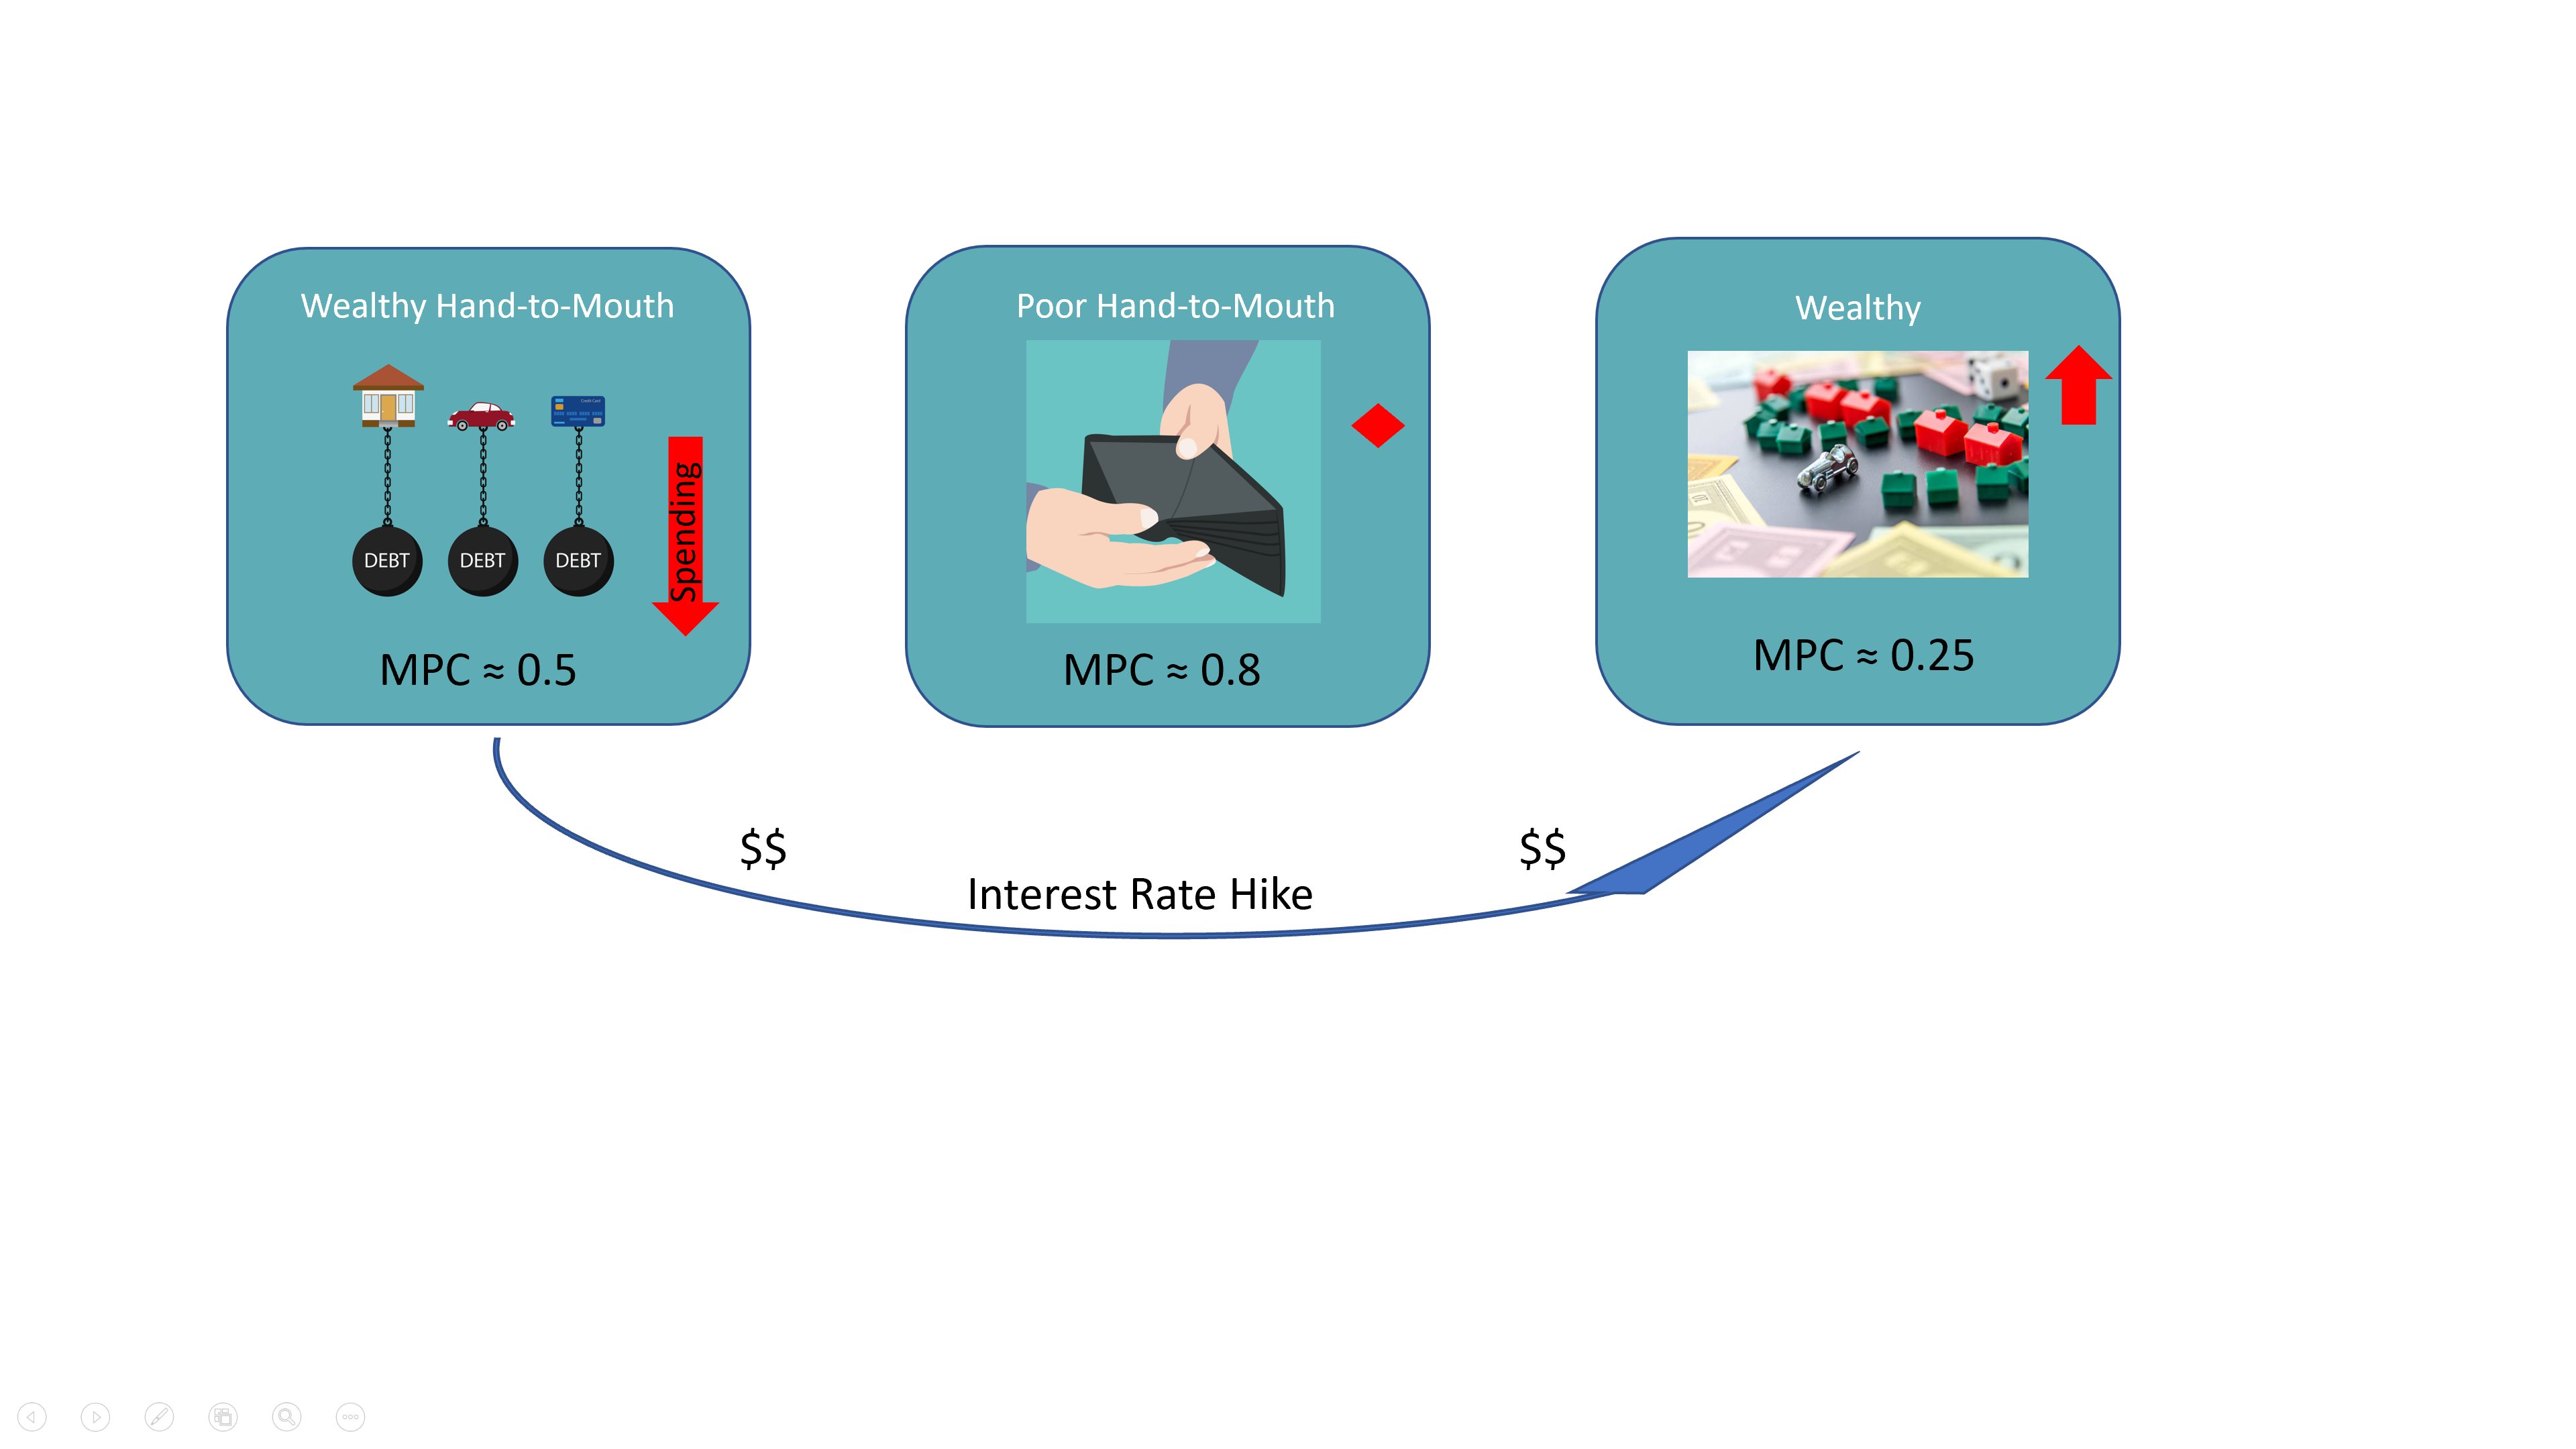 Wealthy Hand-to-Mouth
DEBT
DEBT
DEBT
Spending
MPC ≈ 0.5
Poor Hand-to-Mouth
MPC ≈ 0.8
Wealthy
MPC ≈ 0.25
$$
$$
Interest Rate Hike